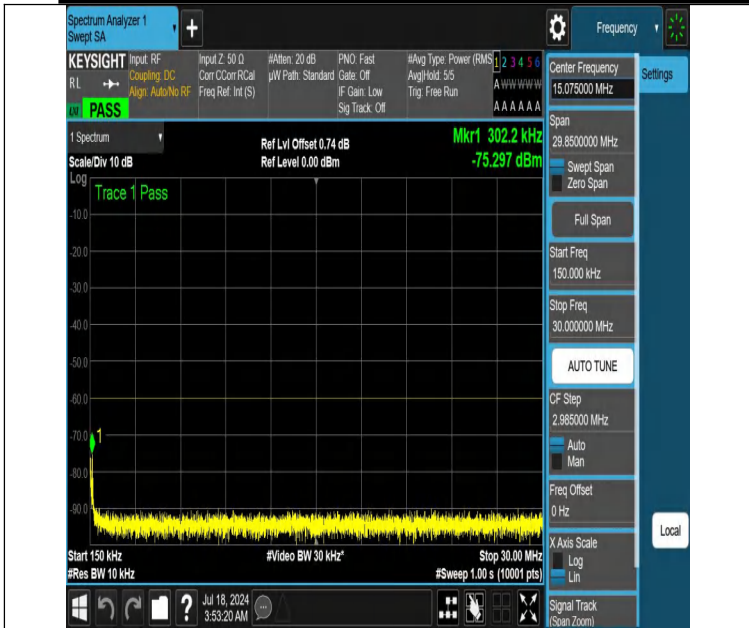 Spectrum Analyzer 1
Swept SA
+
Frequency
KEYSIGHT
RL
PASS
Input: RF
Coupling: DC
Align: Auto/No RF
Input Z: 50 Ω
Corr CCorr RCal
Freq Ref: Int (S)
#Atten: 20 dB
µW Path: Standard
PNO: Fast
Gate: Off
IF Gain: Low
Sig Track: Off
#Avg Type: Power (RMS
Avg|Hold: 5/5
Trig: Free Run
1 2 3 4 5 6
A W W W W W
A A A A A A
1 Spectrum
Scale/Div 10 dB
Ref Lvl Offset 0.74 dB
Ref Level 0.00 dBm
Mkr1 302.2 kHz
-75.297 dBm
Log
Trace 1 Pass
-10.0
-20.0
-30.0
-40.0
-50.0
-60.0
-70.0
1
-80.0
-90.0
Start 150 kHz
#Res BW 10 kHz
#Video BW 30 kHz*
Stop 30.00 MHz
#Sweep 1.00 s (10001 pts)
?
Jul 18, 2024
3:53:20 AM
Center Frequency
15.075000 MHz
Settings
Span
29.8500000 MHz
Swept Span
Zero Span
Full Span
Start Freq
150.000 kHz
Stop Freq
30.000000 MHz
AUTO TUNE
CF Step
2.985000 MHz
Auto
Man
Freq Offset
0 Hz
X Axis Scale
Log
Lin
Local
Signal Track
(Span Zoom)